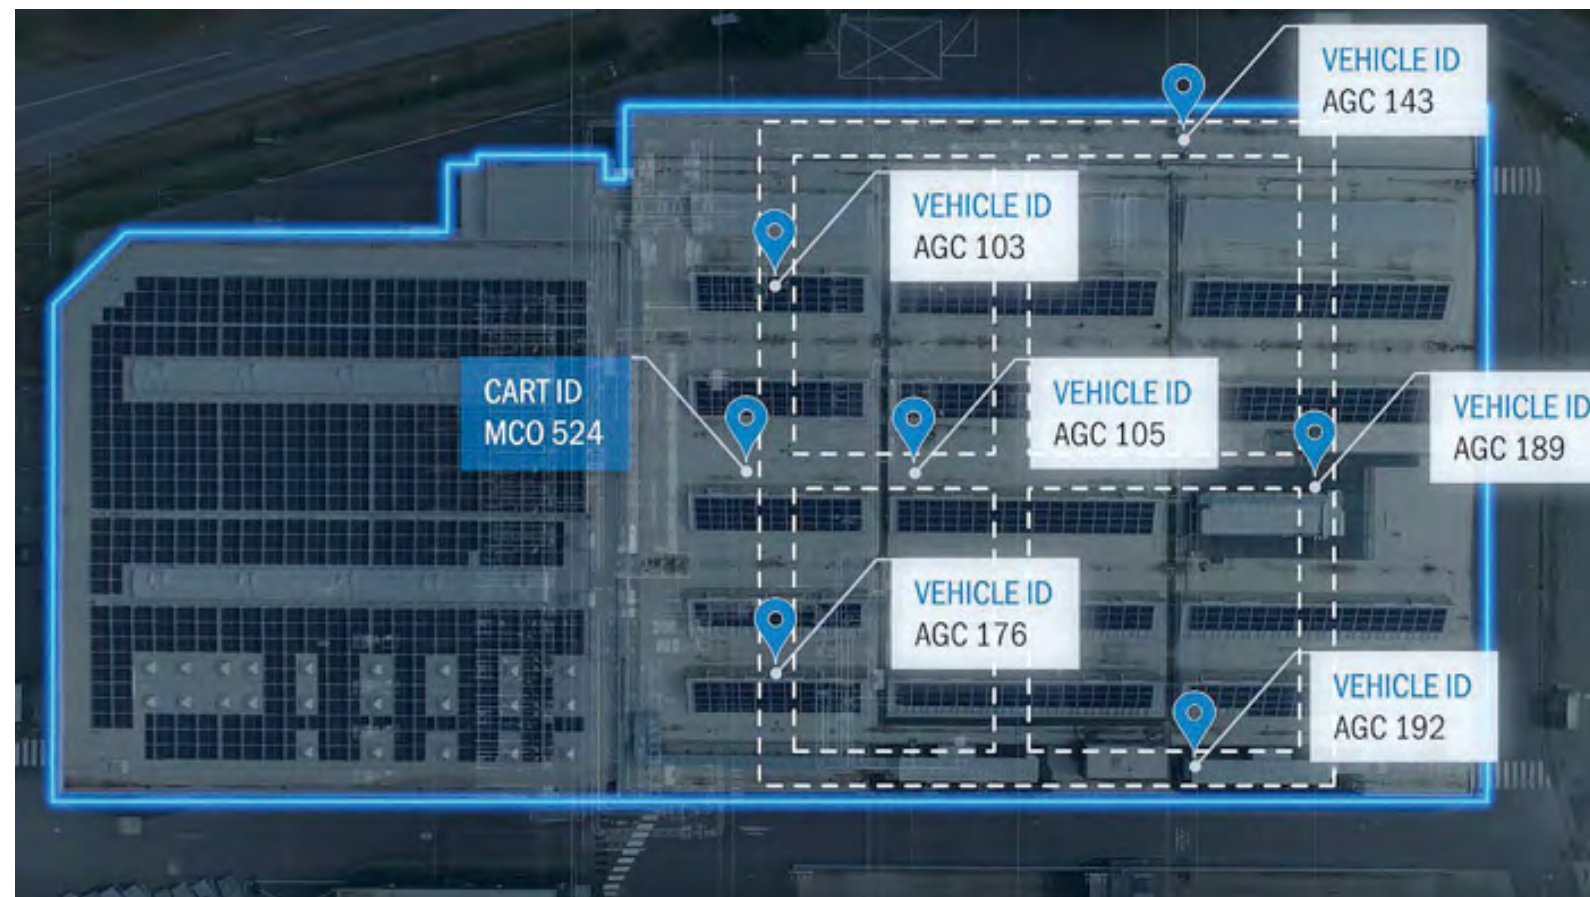 VEHICLE ID
AGC 143
VEHICLE ID
AGC 103
CART ID
MCO 524
VEHICLE ID
AGC 105
VEHICLE ID
AGC 189
VEHICLE ID
AGC 176
VEHICLE ID
AGC 192